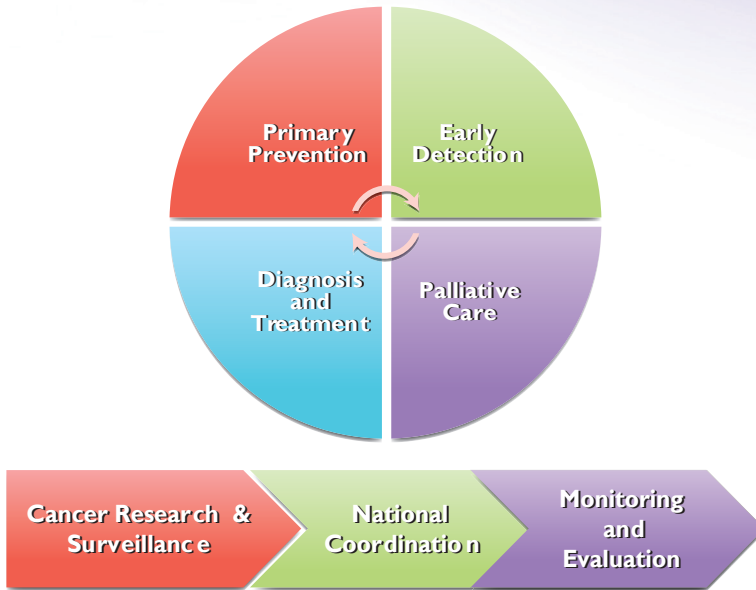 Primary
Prevention
Early
Detection
Diagnosis
and
Treatment
Palliative
Care
Cancer Research &
Surveillance
National
Coordination
Monitoring
and
Evaluation